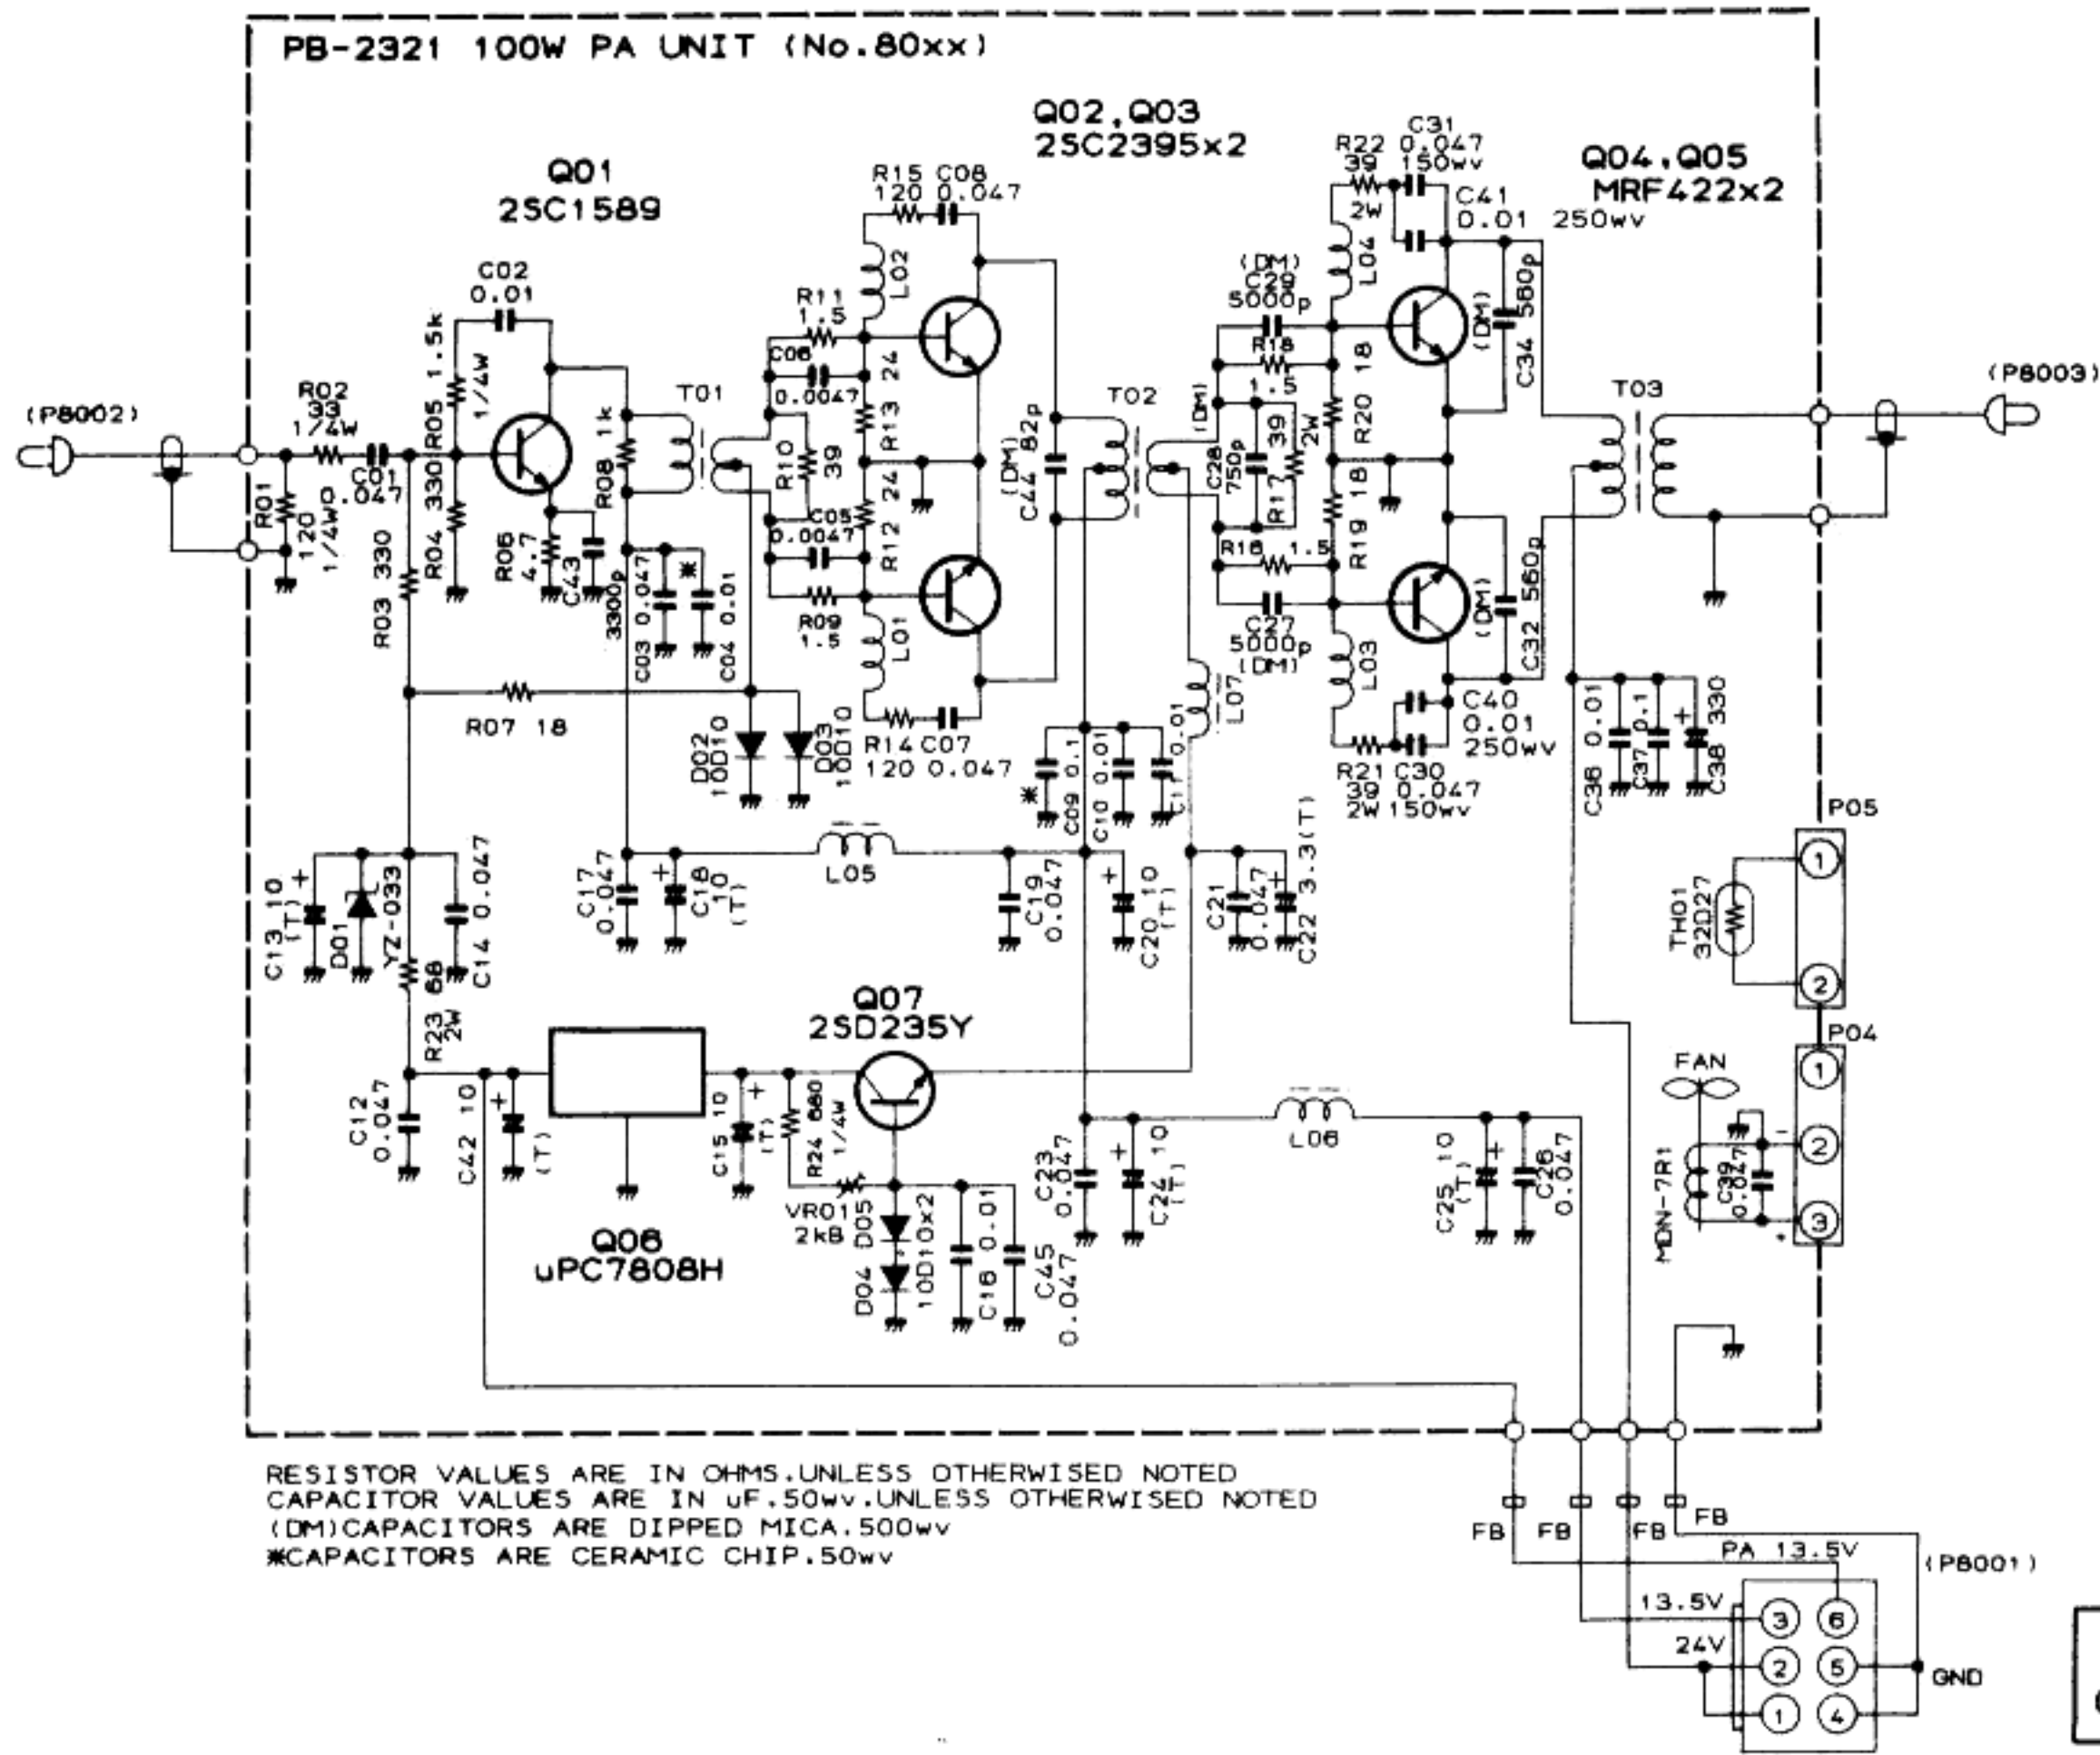 PB-2321 100W PA UNIT (No.80xx)
Q01
2SC1589
Q02,Q03
2SC2395x2
Q04,Q05
MRF422x2
(P8002)
(P8003)
R01
120
1/4W
R02
33
1/4W
C01
0.047
R03 330
R04 330
R05 1.5k
1/4W
C02
0.01
R06
4.7
C43
3300p
R08 1k
T01
C03 0.047
C04 0.01
*
R07 18
D02
10D10
D03
10D10
R11
1.5
C06
0.0047
R10
39
C05
0.0047
R09
1.5
R15 C08
120 0.047
L02
R13 24
R12 24
L01
R14 C07
120 0.047
C44 82p
(DM)
T02
(DM)
C29
5000p
R18
1.5
(DM)
C28
750p
R17 39
2W
R16 1.5
C27
5000p
(DM)
R22
39
2W
C31
0.047
150wv
C41
0.01 250wv
L04
R20 18
R19 18
L03
R21 C30
39 0.047
2W 150wv
C40
0.01
250wv
(DM)
C34 560p
(DM)
C32 560p
T03
L07
C09 0.1
*
C10 0.01
C11 0.01
C36 0.01
C37 0.1
C38 330
+
C13 10
(T) +
D01
YZ-033
C14 0.047
R23 68
2W
C17
0.047
C18
10
(T)
+
L05
C19
0.047
C20 10
(T)
+
C21
0.047
C22 3.3(T)
+
P05
1
2
TH01
32D27
P04
1
2
3
FAN
MDN-7R1
C39
0.047
-
+
Q07
2SD235Y
C12
0.047
C42 10
(T)
+
Q06
uPC7808H
C15 10
(T)
+
R24 680
1/4W
VR01
2kB
D05
D04
10D10x2
C16 0.01
C45
0.047
C23
0.047
C24 10
(T)
+
L06
C25 10
(T)
+
C26
0.047
RESISTOR VALUES ARE IN OHMS.UNLESS OTHERWISED NOTED
CAPACITOR VALUES ARE IN uF.50wv.UNLESS OTHERWISED NOTED
(DM)CAPACITORS ARE DIPPED MICA.500wv
*CAPACITORS ARE CERAMIC CHIP.50wv
FB
FB
FB
FB
PA 13.5V
(P8001)
13.5V
24V
3
6
2
5
1
4
GND